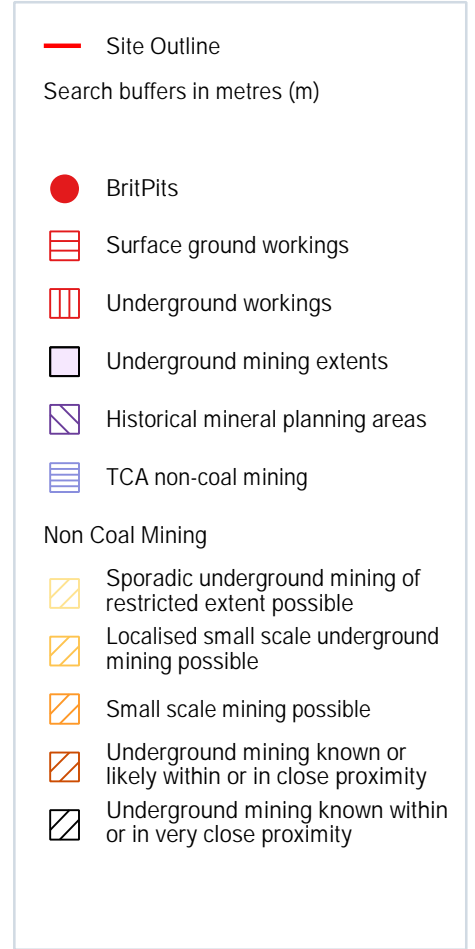 Site Outline
Search buffers in metres (m)
BritPits
Surface ground workings
Underground workings
Underground mining extents
Historical mineral planning areas
TCA non-coal mining
Non Coal Mining
Sporadic underground mining of
restricted extent possible
Localised small scale underground
mining possible
Small scale mining possible
Underground mining known or
likely within or in close proximity
Underground mining known within
or in very close proximity